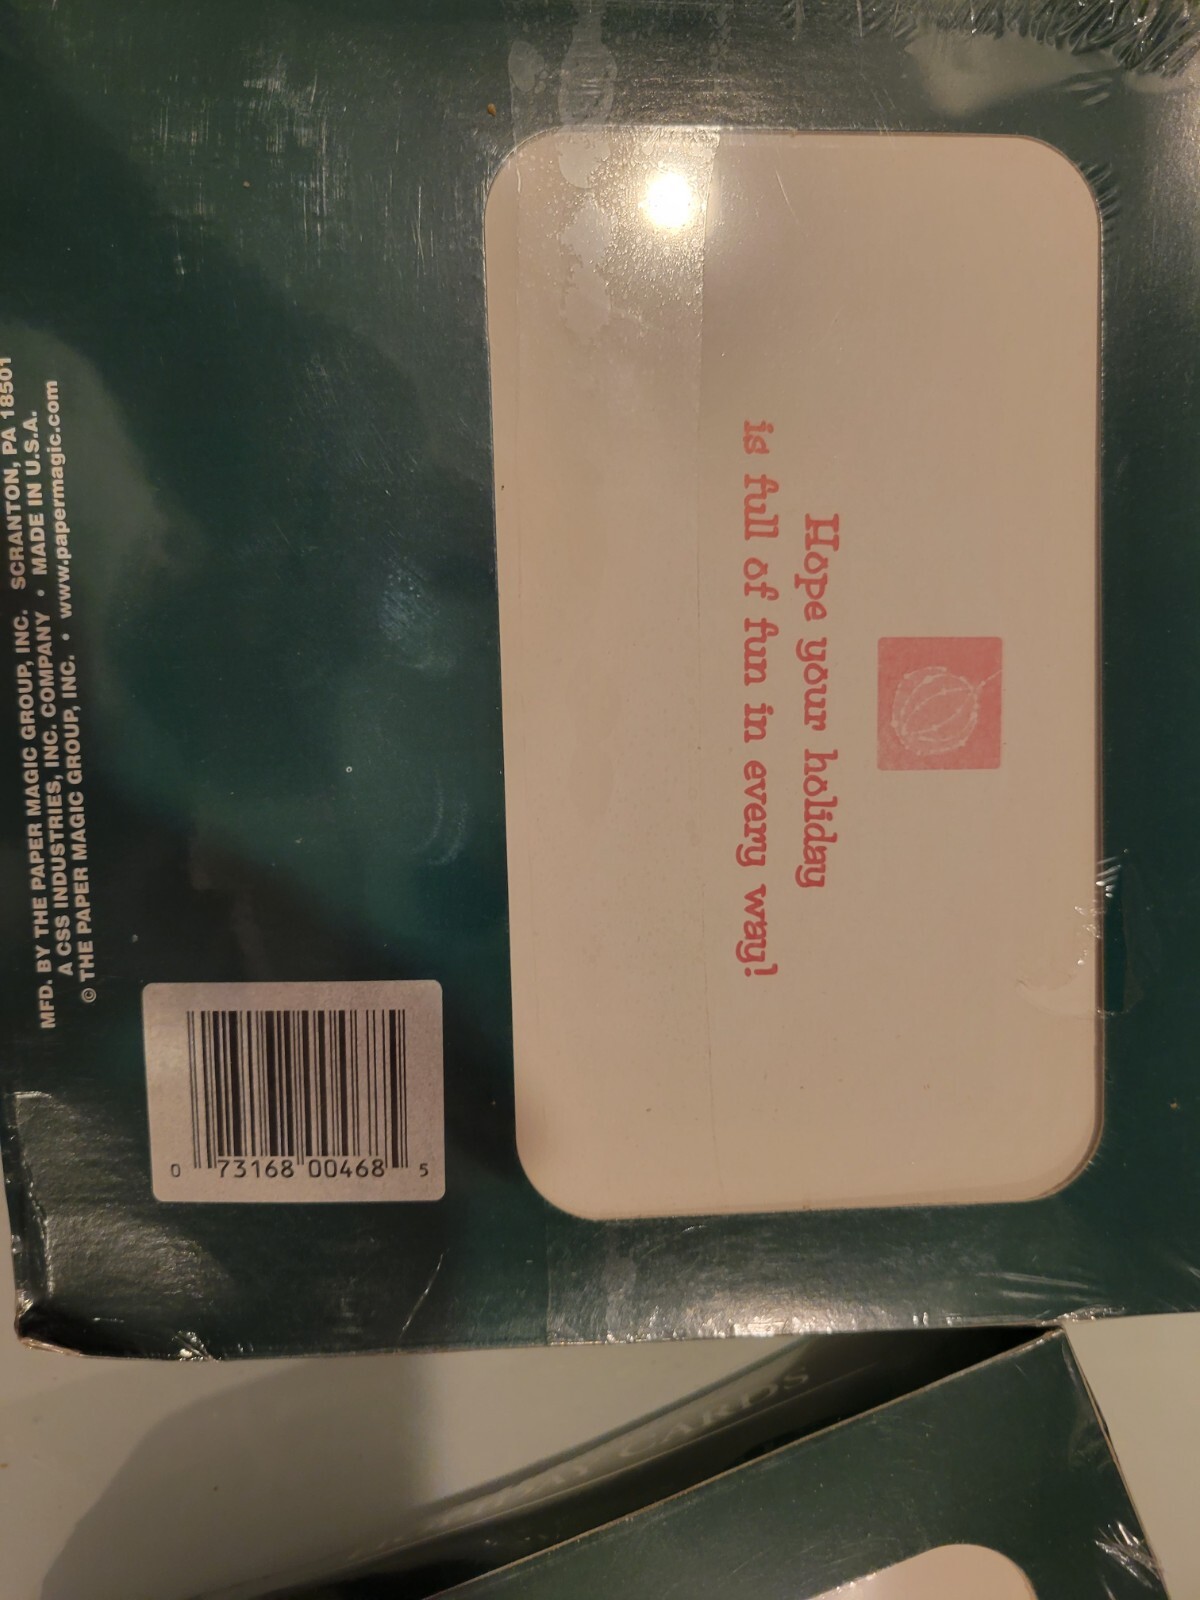 Hope your holiday
is full of fun in every way!
MFD. BY THE PAPER MAGIC GROUP, INC. SCRANTON, PA 18501
A CSS INDUSTRIES, INC. COMPANY • MADE IN U.S.A.
© THE PAPER MAGIC GROUP, INC. • www.papermagic.com
0 73168 00468 5
CARDS